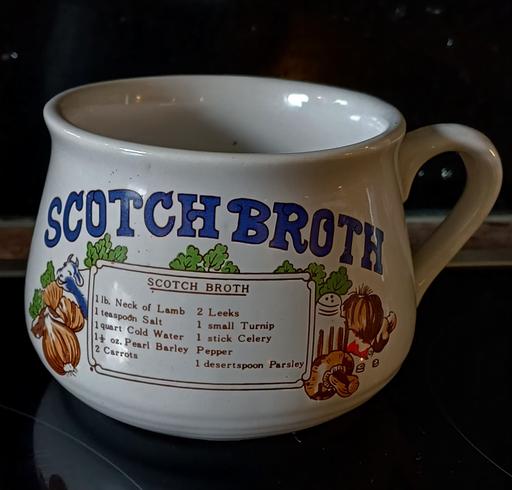 SCOTCH BROTH
SCOTCH BROTH
1 lb. Neck of Lamb 2 Leeks
1 teaspoon Salt 1 small Turnip
1 quart Cold Water 1 stick Celery
1½ oz. Pearl Barley Pepper
2 Carrots 1 desertspoon Parsley